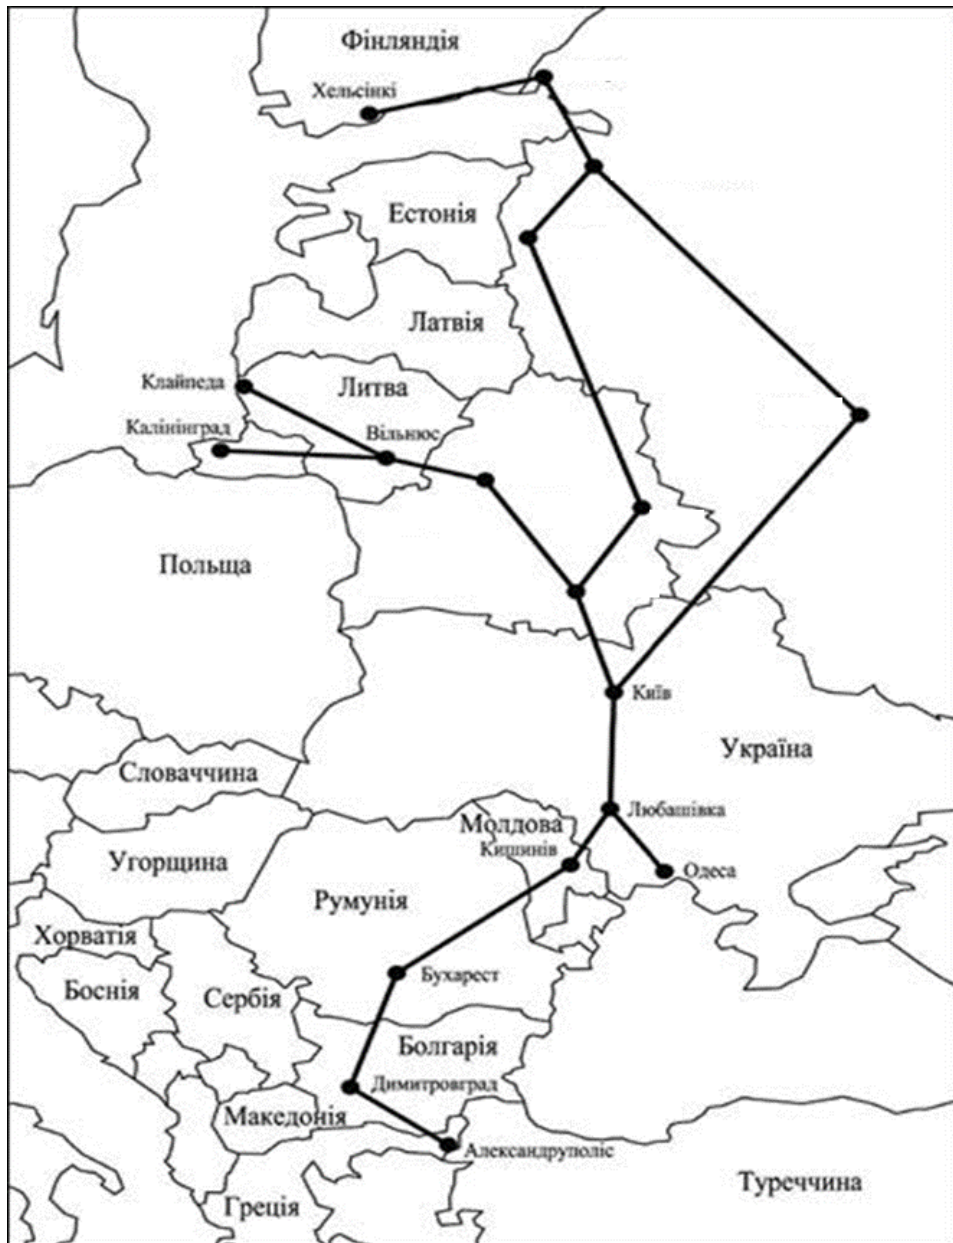 Фінляндія
Хельсінкі
Естонія
Латвія
Клайпеда
Литва
Калінінград
Вільнюс
Польща
Київ
Україна
Словаччина
Любашівка
Молдова
Кишинів
Угорщина
Одеса
Румунія
Хорватія
Бухарест
Боснія
Сербія
Болгарія
Димитровград
Македонія
Александруполіс
Туреччина
Греція